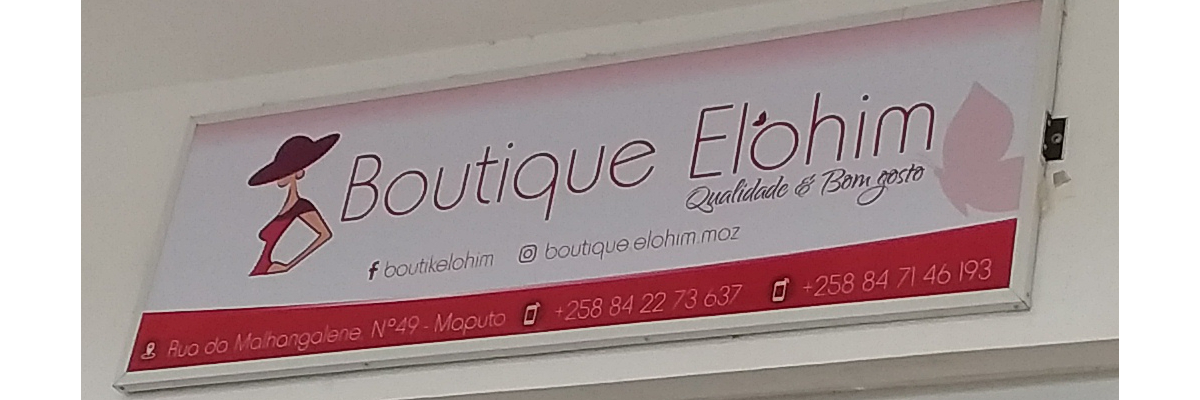 Boutique Elohim
Qualidade & Bom gosto
boutikelohim boutique.elohim.moz
Rua da Malhangalene, Nº49 - Maputo +258 84 22 73 637 +258 84 71 46 193